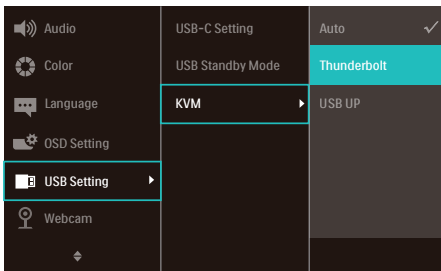 Audio
Color
Language
OSD Setting
USB Setting
Webcam
USB-C Setting
USB Standby Mode
KVM
Auto
Thunderbolt
USB UP